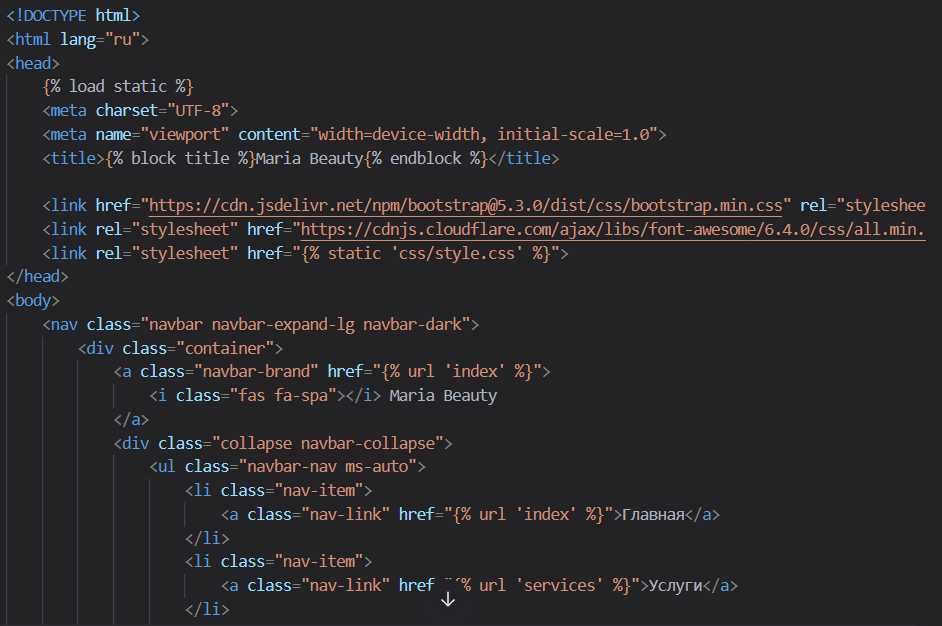 <!DOCTYPE html>
<html lang="ru">
<head>
    {% load static %}
    <meta charset="UTF-8">
    <meta name="viewport" content="width=device-width, initial-scale=1.0">
    <title>{% block title %}Maria Beauty{% endblock %}</title>

    <link href="https://cdn.jsdelivr.net/npm/bootstrap@5.3.0/dist/css/bootstrap.min.css" rel="styleshee
    <link rel="stylesheet" href="https://cdnjs.cloudflare.com/ajax/libs/font-awesome/6.4.0/css/all.min.
    <link rel="stylesheet" href="{% static 'css/style.css' %}">
</head>
<body>
    <nav class="navbar navbar-expand-lg navbar-dark">
        <div class="container">
            <a class="navbar-brand" href="{% url 'index' %}">
                <i class="fas fa-spa"></i> Maria Beauty
            </a>
            <div class="collapse navbar-collapse">
                <ul class="navbar-nav ms-auto">
                    <li class="nav-item">
                        <a class="nav-link" href="{% url 'index' %}">Главная</a>
                    </li>
                    <li class="nav-item">
                        <a class="nav-link" href "{% url 'services' %}">Услуги</a>
                    </li>